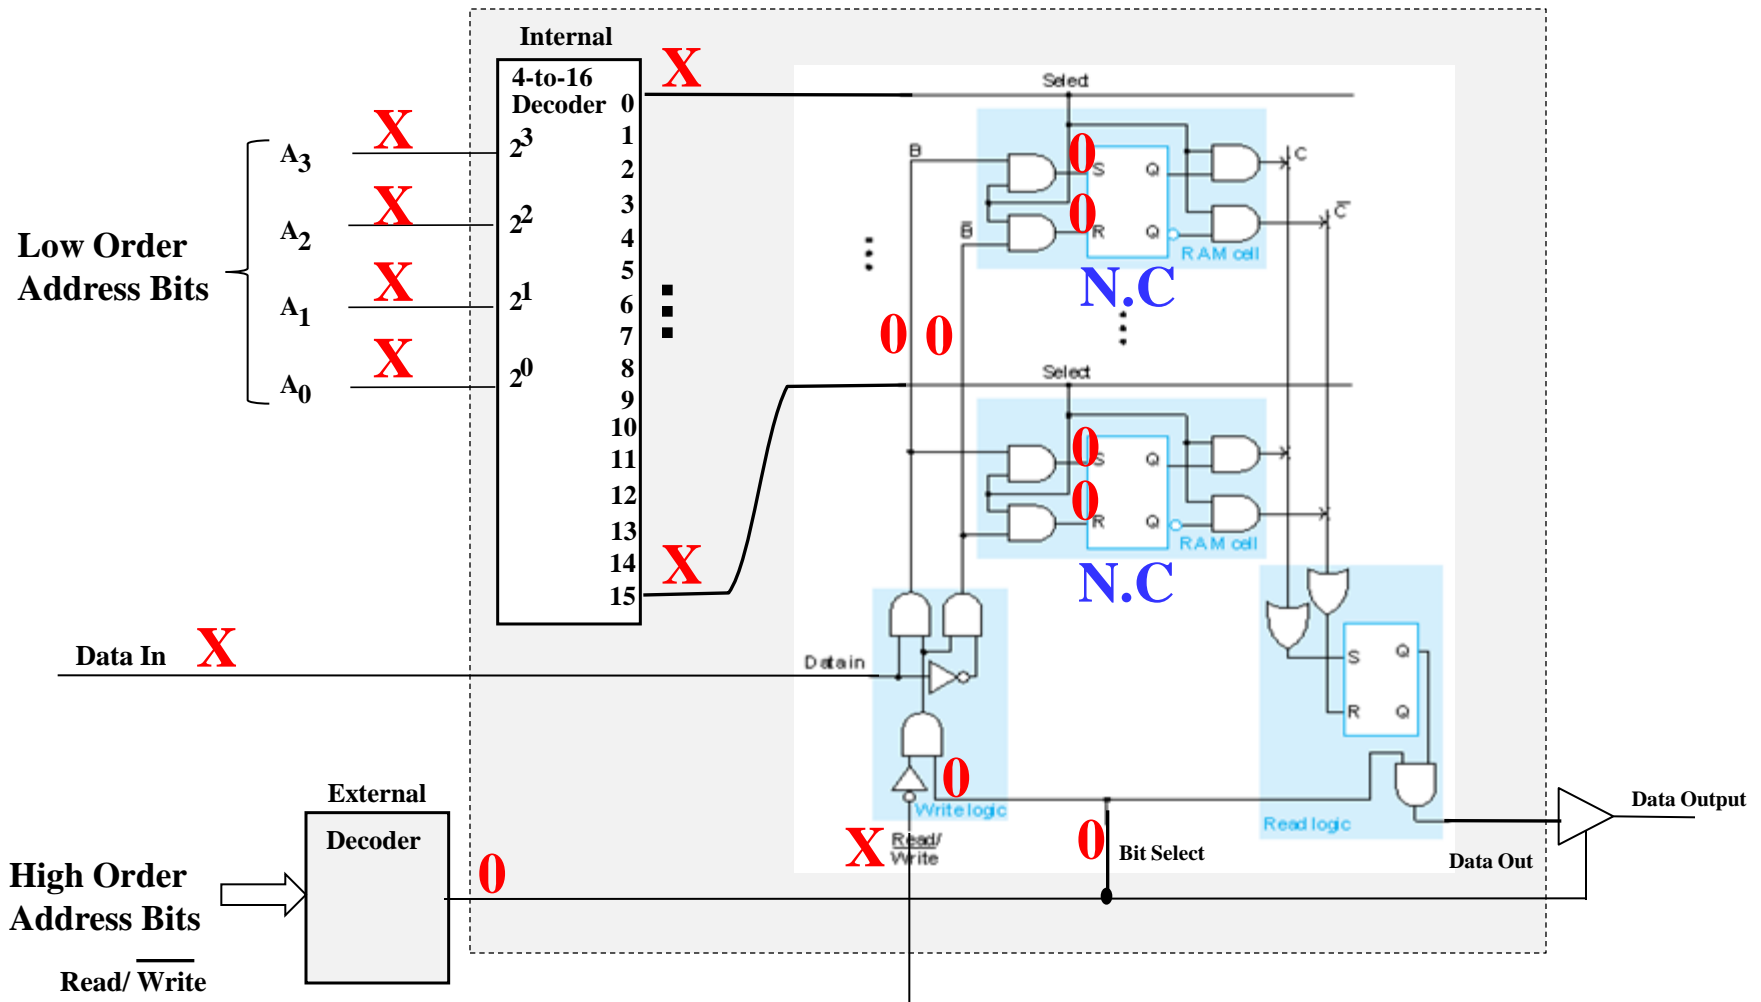 Internal
4-to-16
Decoder
X
0
1
2
3
4
5
6
7
8
9
10
11
12
13
14
15
X
Low Order
Address Bits
A3
X
2^3
A2
X
2^2
A1
X
2^1
A0
X
2^0
Select
B
B̅
0
0
S
R
Q
Q
0
0
C
C̅
RAM cell
N.C
Select
S
R
Q
Q
0
0
RAM cell
N.C
Data In
X
Data in
Write logic
0
X
Read/
W̅r̅i̅t̅e̅
0
Bit Select
S
R
Q
Q
Read logic
Data Out
Data Output
External
Decoder
0
High Order
Address Bits
Read/ W̅r̅i̅t̅e̅